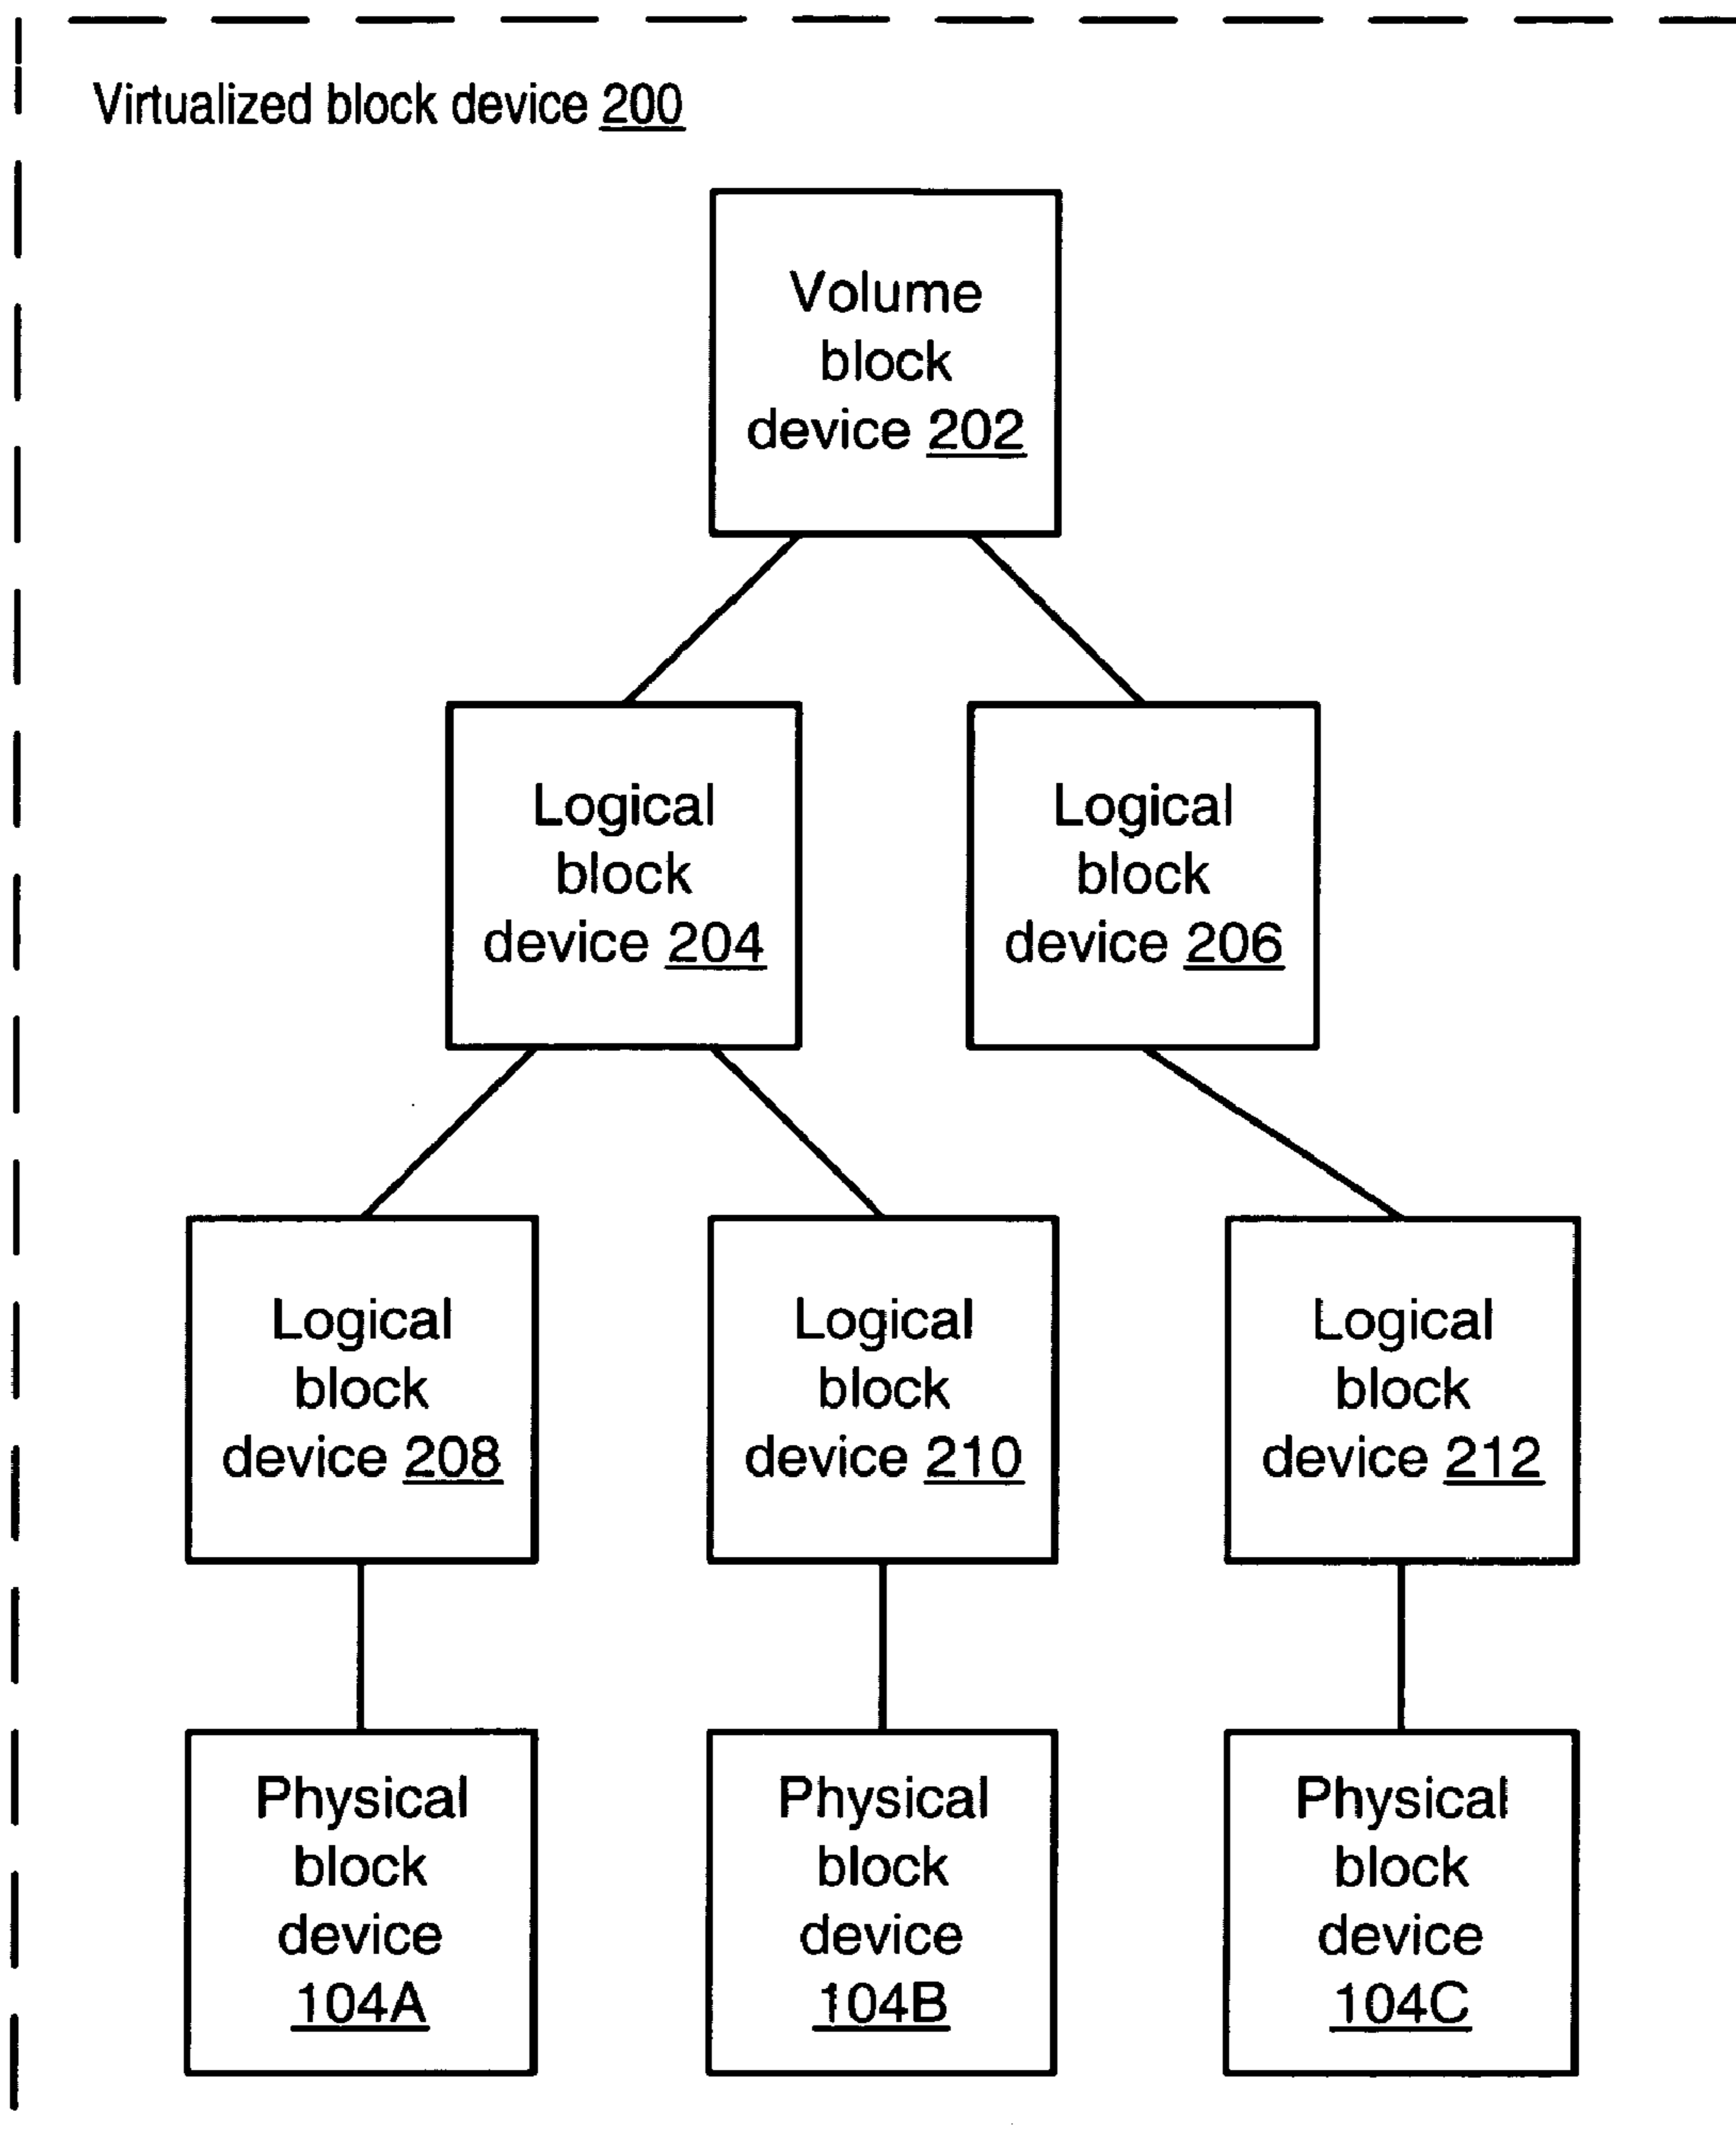 Virtualized block device 200
Volume
block
device 202
Logical
block
device 204
Logical
block
device 206
Logical
block
device 208
Logical
block
device 210
Logical
block
device 212
Physical
block
device
104A
Physical
block
device
104B
Physical
block
device
104C